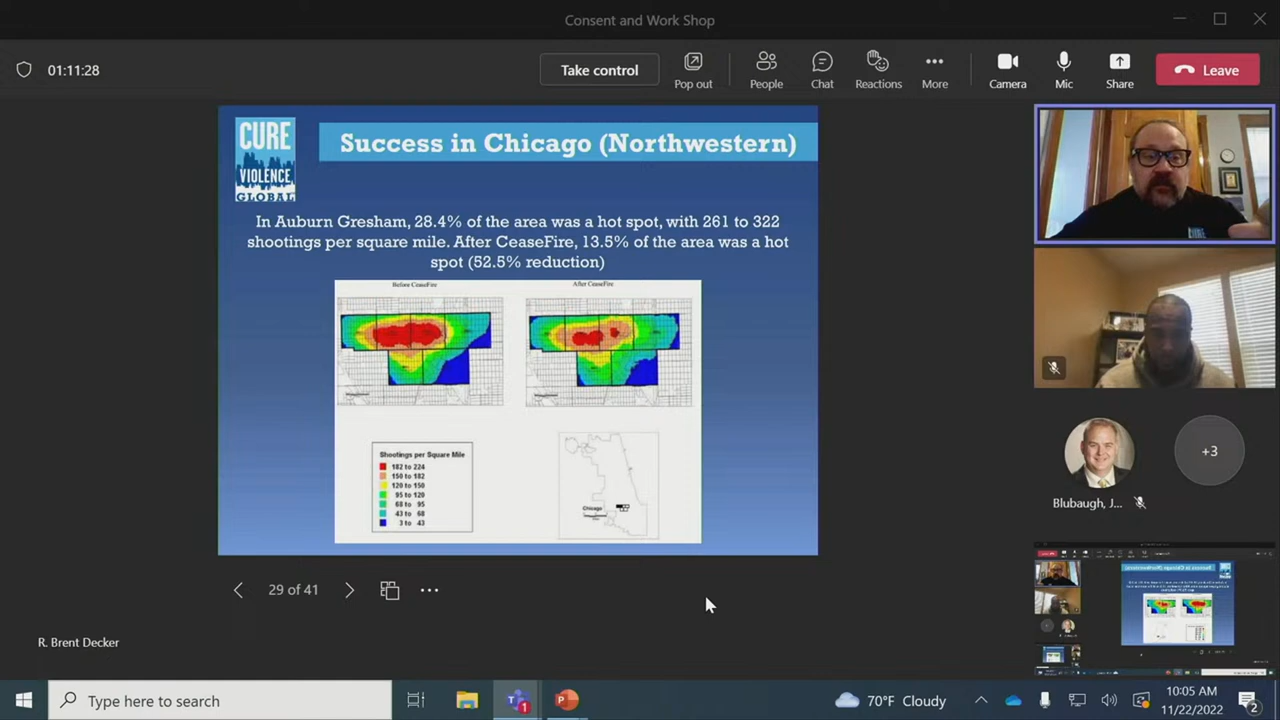 Consent and Work Shop
01:11:28
Take control
Pop out
People
Chat
Reactions
More
Camera
Mic
Share
Leave
CURE
VIOLENCE
GLOBAL
Success in Chicago (Northwestern)
In Auburn Gresham, 28.4% of the area was a hot spot, with 261 to 322
shootings per square mile. After CeaseFire, 13.5% of the area was a hot
spot (52.5% reduction)
Before CeaseFire
After CeaseFire
Shootings per Square Mile
182 to 224
150 to 182
120 to 150
95 to 120
68 to 95
43 to 68
3 to 43
Chicago
+3
Blubaugh, J...
29 of 41
R. Brent Decker
Type here to search
1
70°F Cloudy
10:05 AM
11/22/2022
2